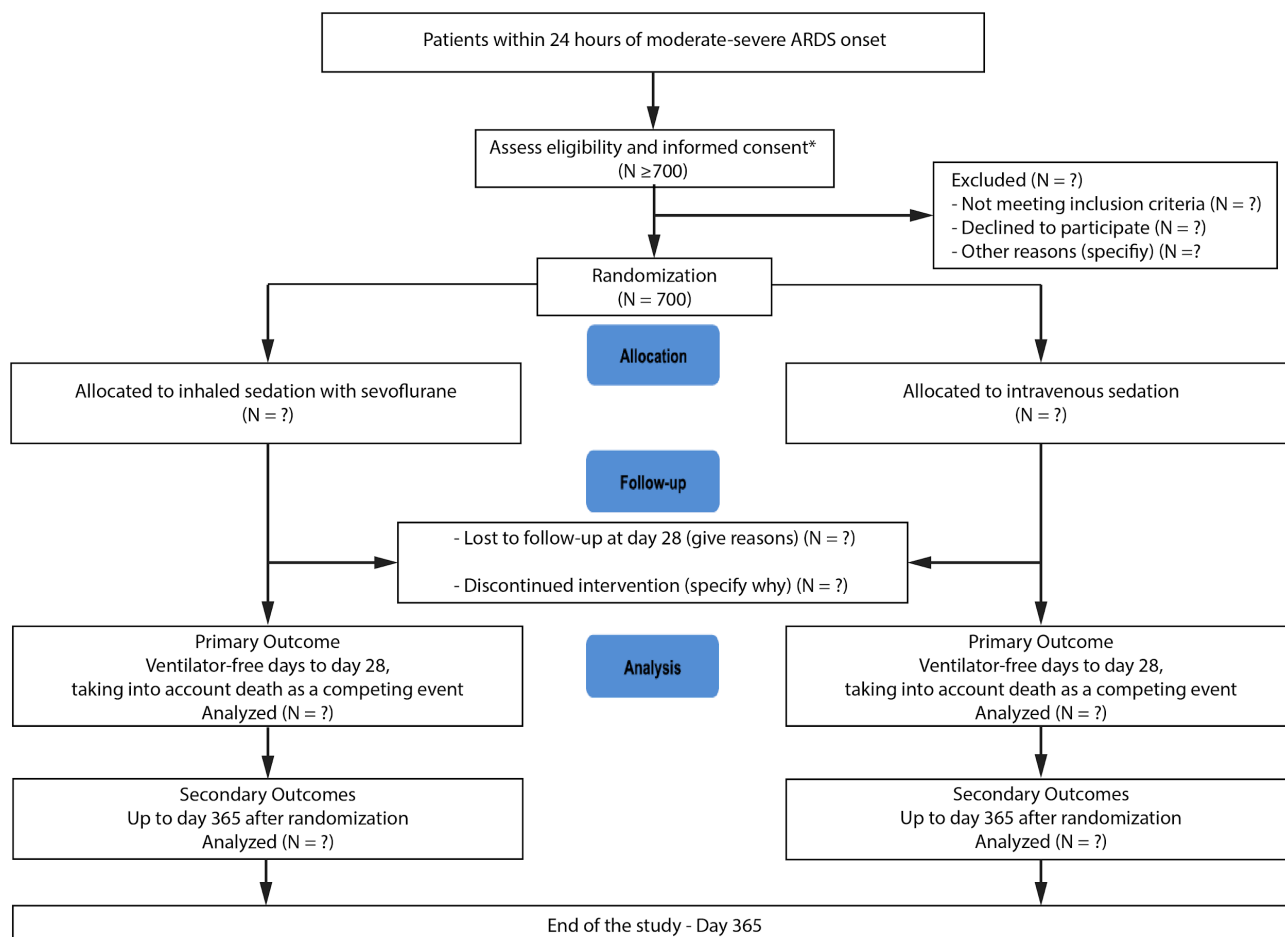 Patients within 24 hours of moderate-severe ARDS onset
Assess eligibility and informed consent*
(N ≥700)
Excluded (N = ?)
- Not meeting inclusion criteria (N = ?)
- Declined to participate (N = ?)
- Other reasons (specifiy) (N =?
Randomization
(N = 700)
Allocation
Allocated to inhaled sedation with sevoflurane
(N = ?)
Allocated to intravenous sedation
(N = ?)
Follow-up
- Lost to follow-up at day 28 (give reasons) (N = ?)
- Discontinued intervention (specify why) (N = ?)
Primary Outcome
Ventilator-free days to day 28,
taking into account death as a competing event
Analyzed (N = ?)
Analysis
Primary Outcome
Ventilator-free days to day 28,
taking into account death as a competing event
Analyzed (N = ?)
Secondary Outcomes
Up to day 365 after randomization
Analyzed (N = ?)
Secondary Outcomes
Up to day 365 after randomization
Analyzed (N = ?)
End of the study - Day 365